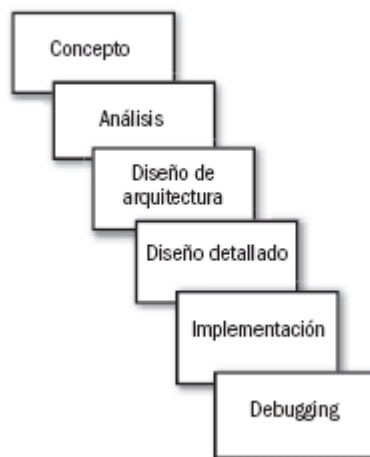 Concepto
Análisis
Diseño de
arquitectura
Diseño detallado
Implementación
Debugging